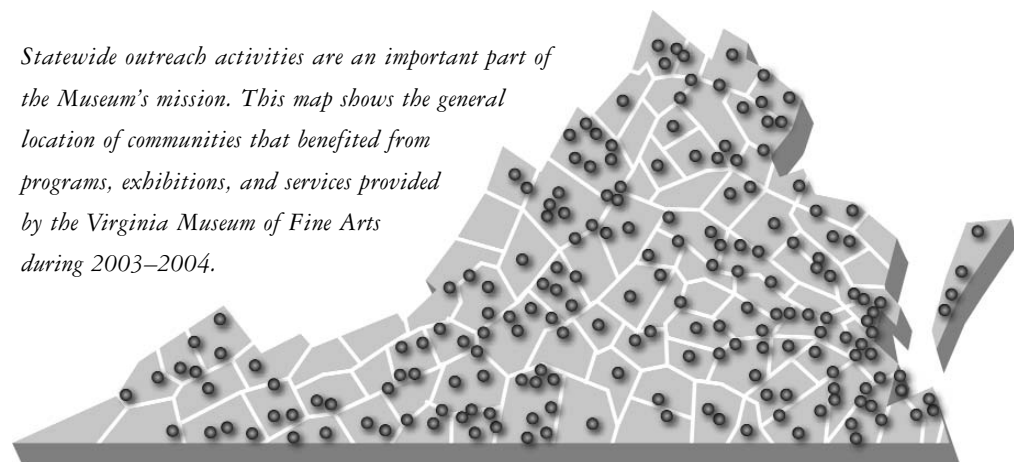 Statewide outreach activities are an important part of
the Museum's mission. This map shows the general
location of communities that benefited from
programs, exhibitions, and services provided
by the Virginia Museum of Fine Arts
during 2003–2004.